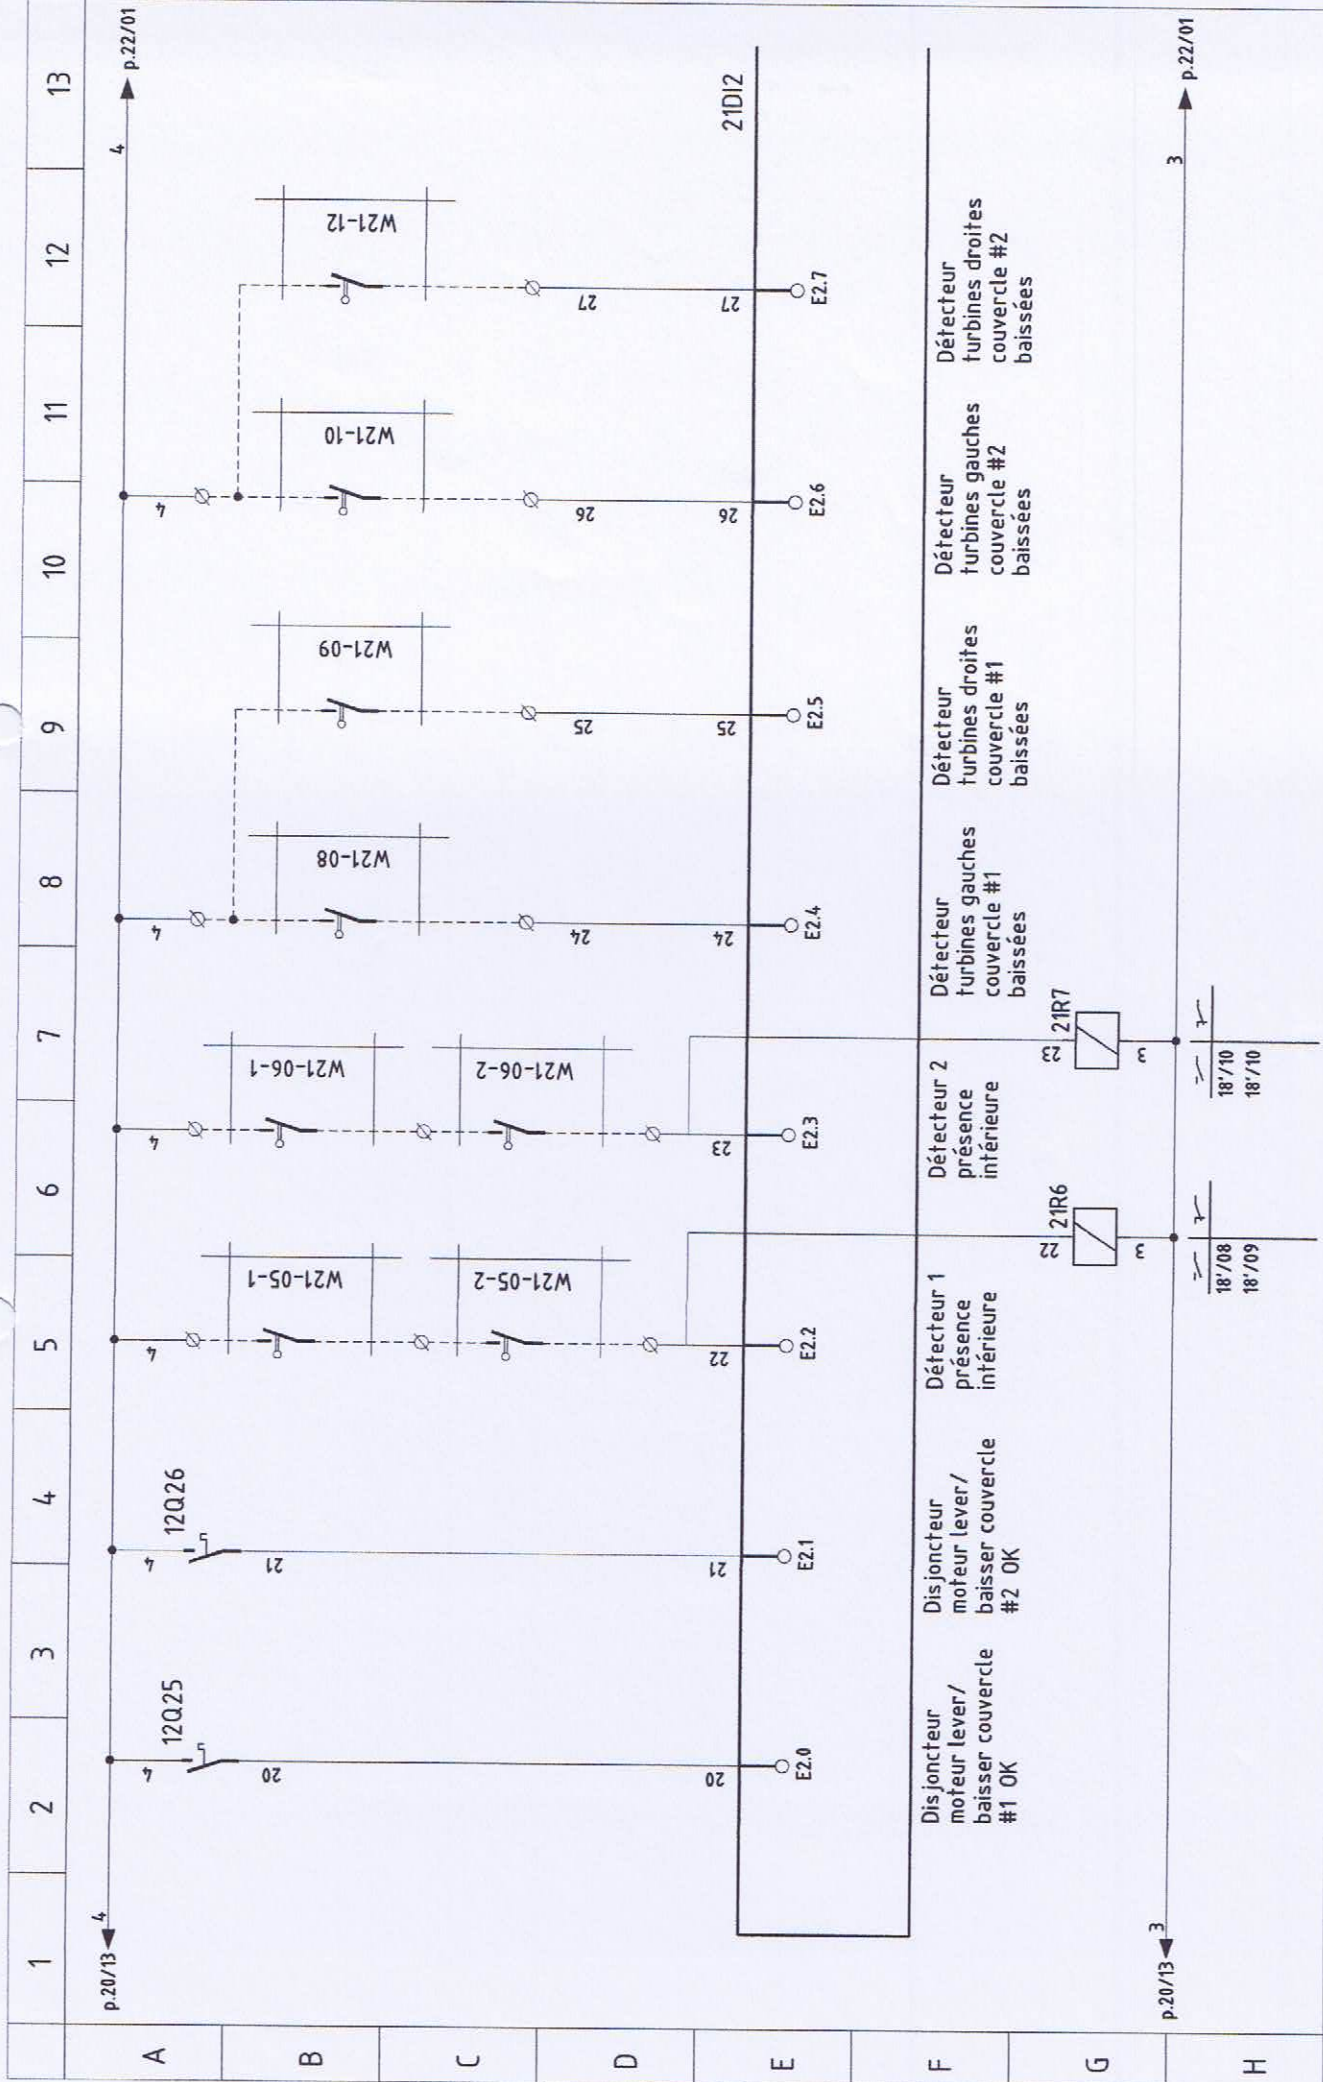 1 2 3 4 5 6 7 8 9 10 11 12 13
A
B
C
D
E
F
G
H
p.20/13 4
4 p.22/01
12Q25
12Q26
4
4
4
4
4
4
20
21
W21-05-1
W21-06-1
W21-08
W21-09
W21-10
W21-12
W21-05-2
W21-06-2
24
25
26
27
20
21
22
23
24
25
26
27
21DI2
E2.0
E2.1
E2.2
E2.3
E2.4
E2.5
E2.6
E2.7
Disjoncteur
moteur lever/
baisser couvercle
#1 OK
Disjoncteur
moteur lever/
baisser couvercle
#2 OK
Détecteur 1
présence
intérieure
Détecteur 2
présence
intérieure
Détecteur
turbines gauches
couvercle #1
baissées
Détecteur
turbines droites
couvercle #1
baissées
Détecteur
turbines gauches
couvercle #2
baissées
Détecteur
turbines droites
couvercle #2
baissées
22
21R6
3
23
21R7
3
p.20/13 3
3 p.22/01
18'/08
18'/09
18'/10
18'/10